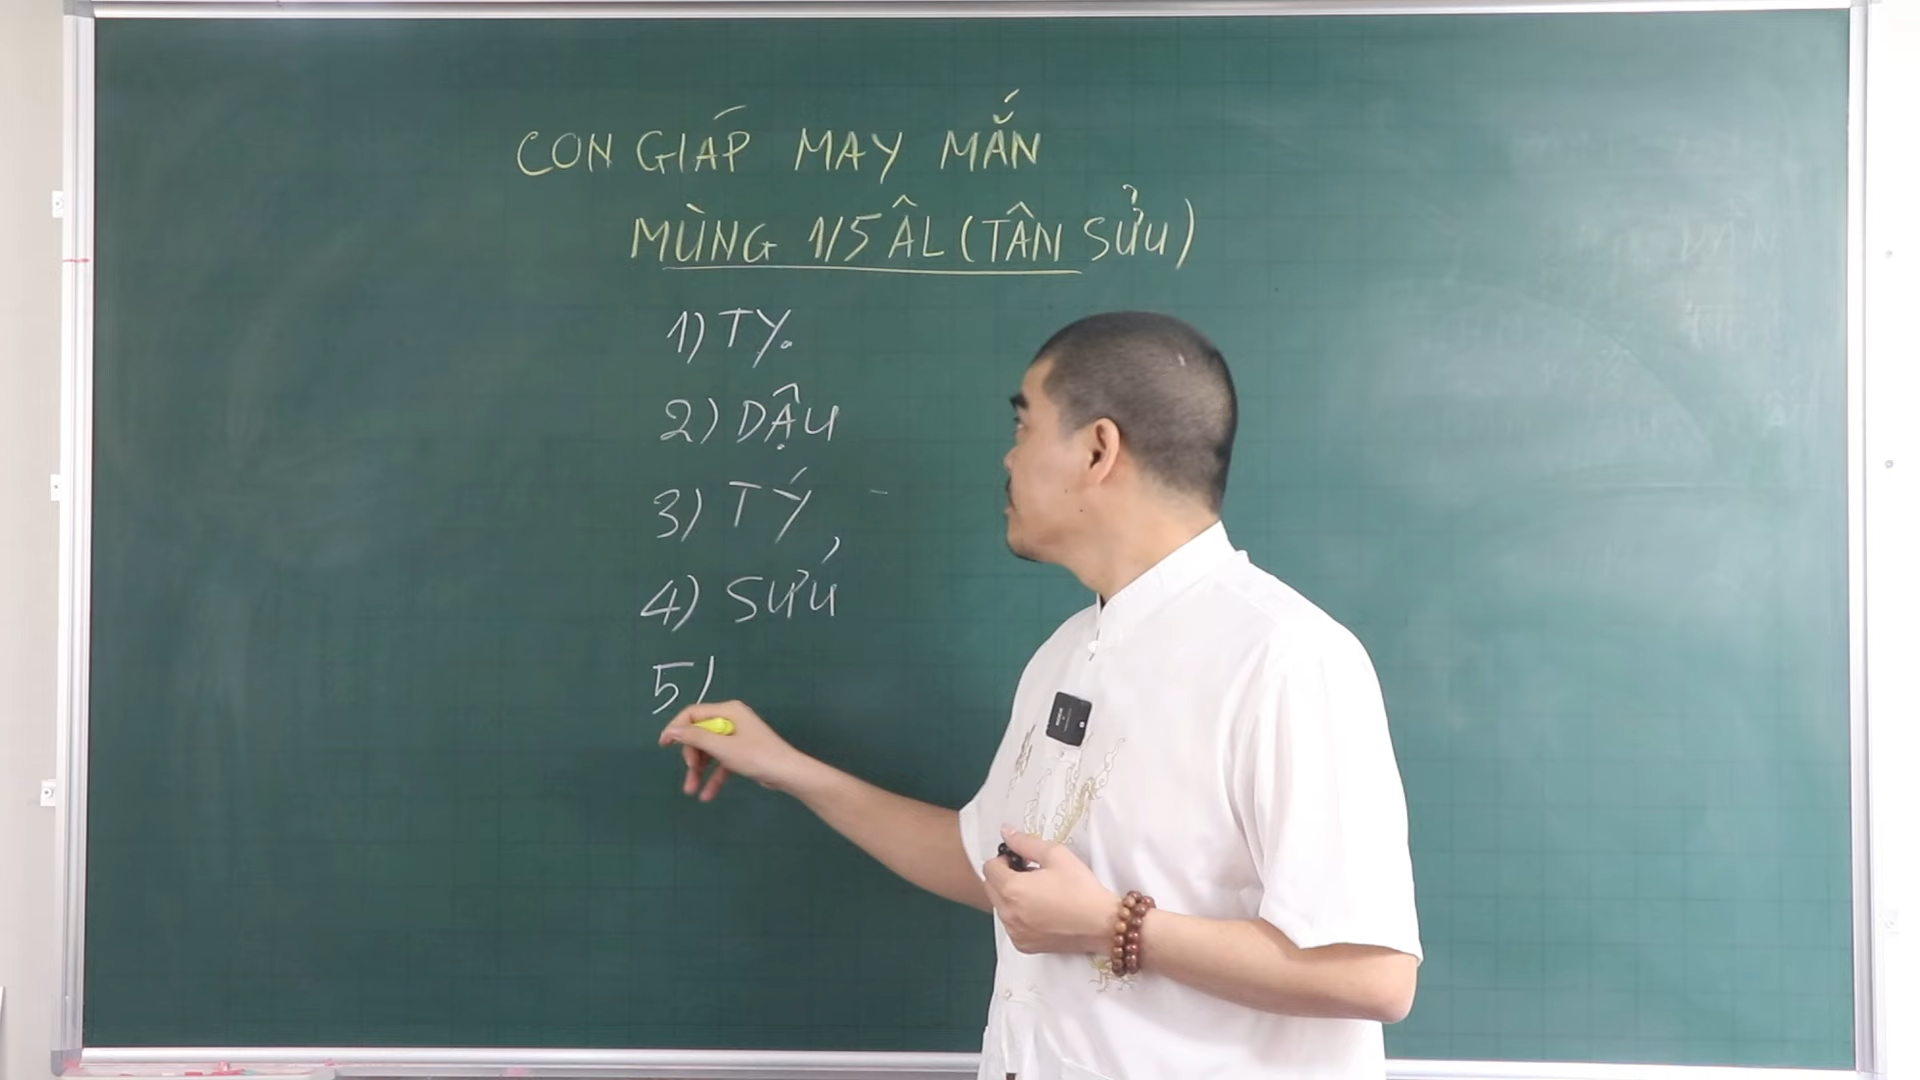 CON GIÁP MAY MẮN
MÙNG 1/5 ÂL (TÂN SỬU)
1) TỴ
2) DẬU
3) TÝ
4) SỬU
5)